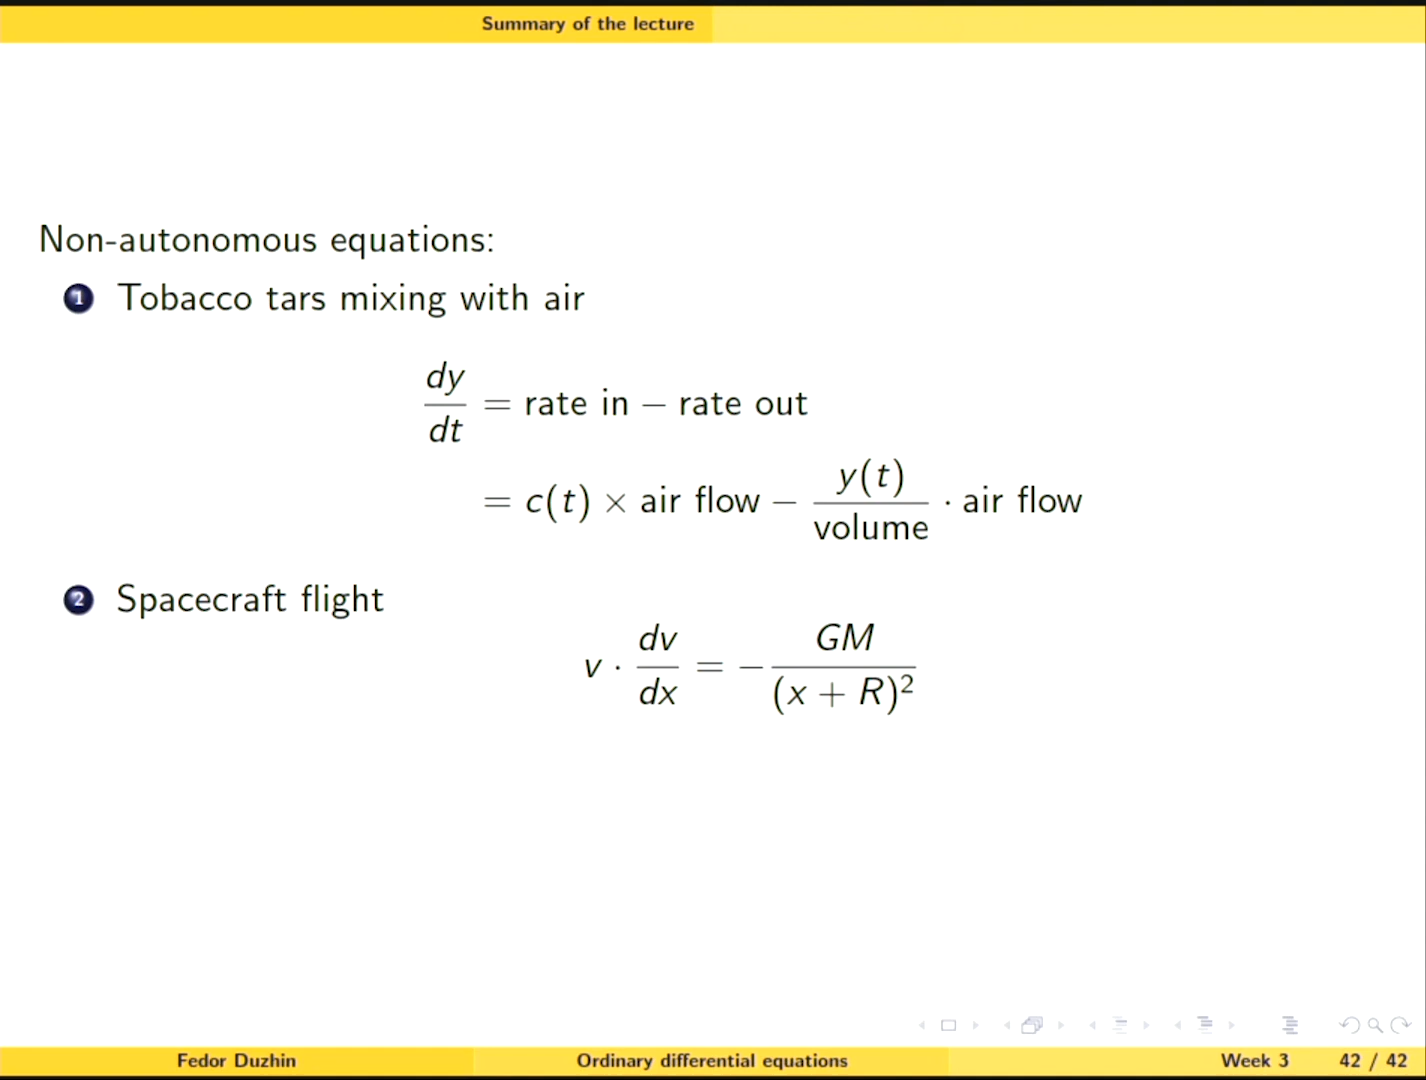 Summary of the lecture
Non-autonomous equations:
1 Tobacco tars mixing with air
dy/dt = rate in − rate out
= c(t) × air flow − y(t)/volume · air flow
2 Spacecraft flight
v · dv/dx = − GM/(x + R)²
Fedor Duzhin Ordinary differential equations Week 3 42 / 42